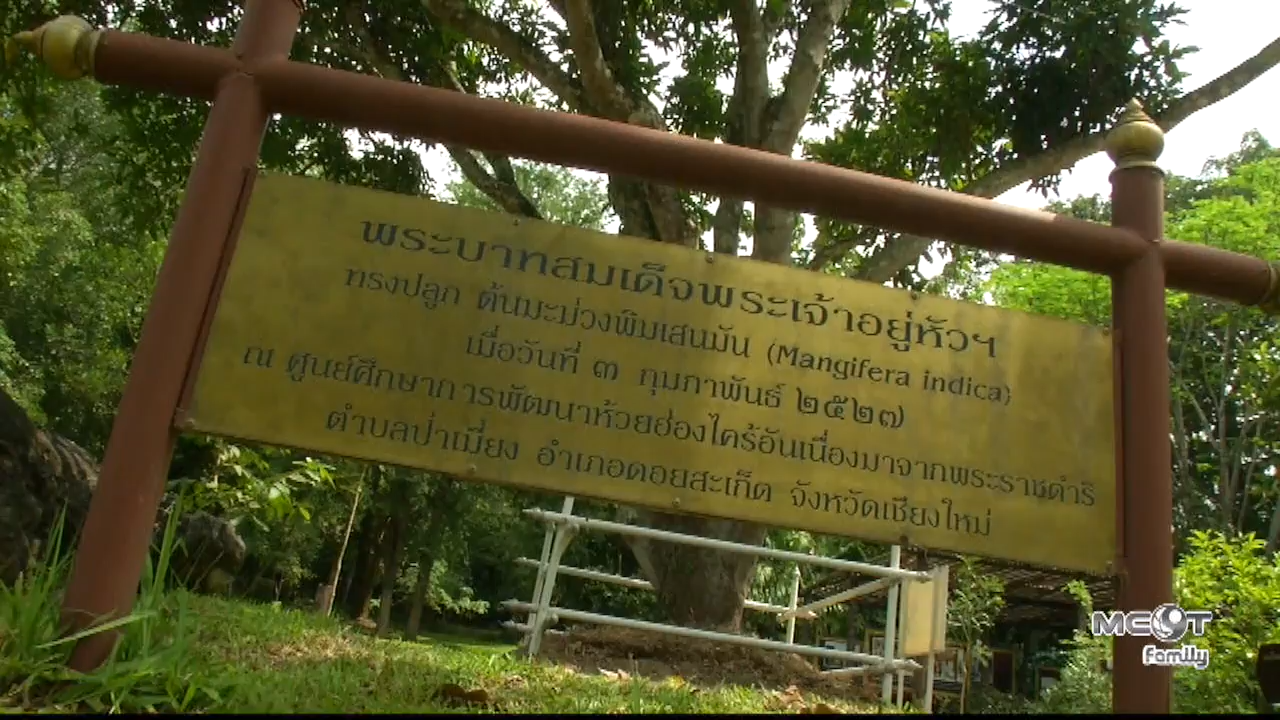 พระบาทสมเด็จพระเจ้าอยู่หัวฯ
ทรงปลูก ต้นมะม่วงพิมเสนมัน (Mangifera indica)
เมื่อวันที่ ๓ กุมภาพันธ์ ๒๕๒๗
ณ ศูนย์ศึกษาการพัฒนาห้วยฮ่องไคร้อันเนื่องมาจากพระราชดำริ
ตำบลป่าเมี่ยง อำเภอดอยสะเก็ด จังหวัดเชียงใหม่
MCOT
Family